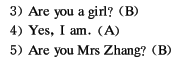 3) Are you a girl? (B)
4) Yes, I am. (A)
5) Are you Mrs Zhang? (B)